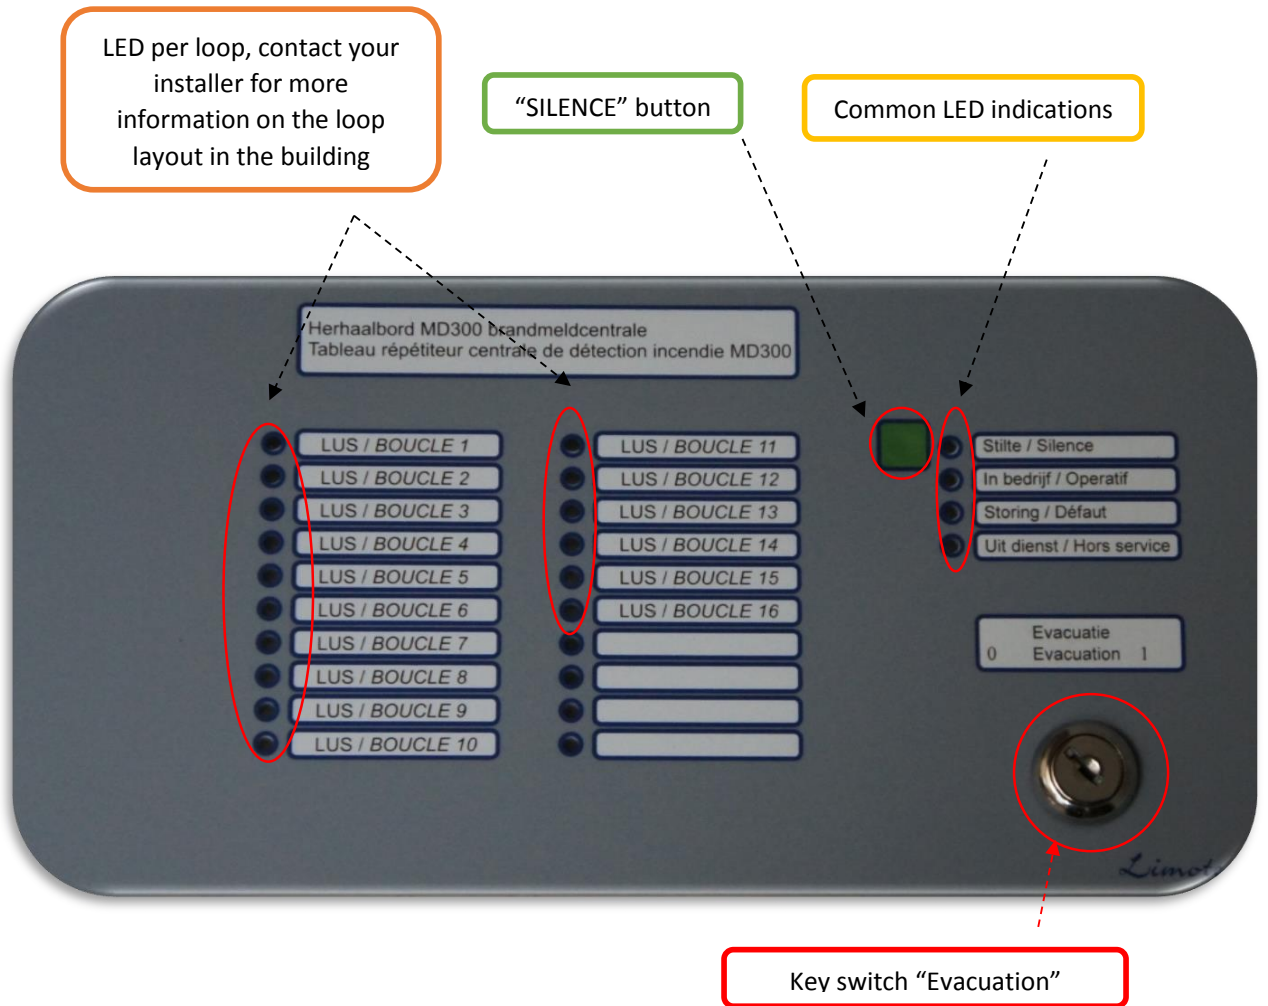 LED per loop, contact your
installer for more
information on the loop
layout in the building
“SILENCE” button
Common LED indications
Herhaalbord MD300 brandmeldcentrale
Tableau répétiteur centrale de détection incendie MD300
LUS / BOUCLE 1
LUS / BOUCLE 2
LUS / BOUCLE 3
LUS / BOUCLE 4
LUS / BOUCLE 5
LUS / BOUCLE 6
LUS / BOUCLE 7
LUS / BOUCLE 8
LUS / BOUCLE 9
LUS / BOUCLE 10
LUS / BOUCLE 11
LUS / BOUCLE 12
LUS / BOUCLE 13
LUS / BOUCLE 14
LUS / BOUCLE 15
LUS / BOUCLE 16
Stilte / Silence
In bedrijf / Operatif
Storing / Défaut
Uit dienst / Hors service
Evacuatie
0 Evacuation 1
Key switch “Evacuation”